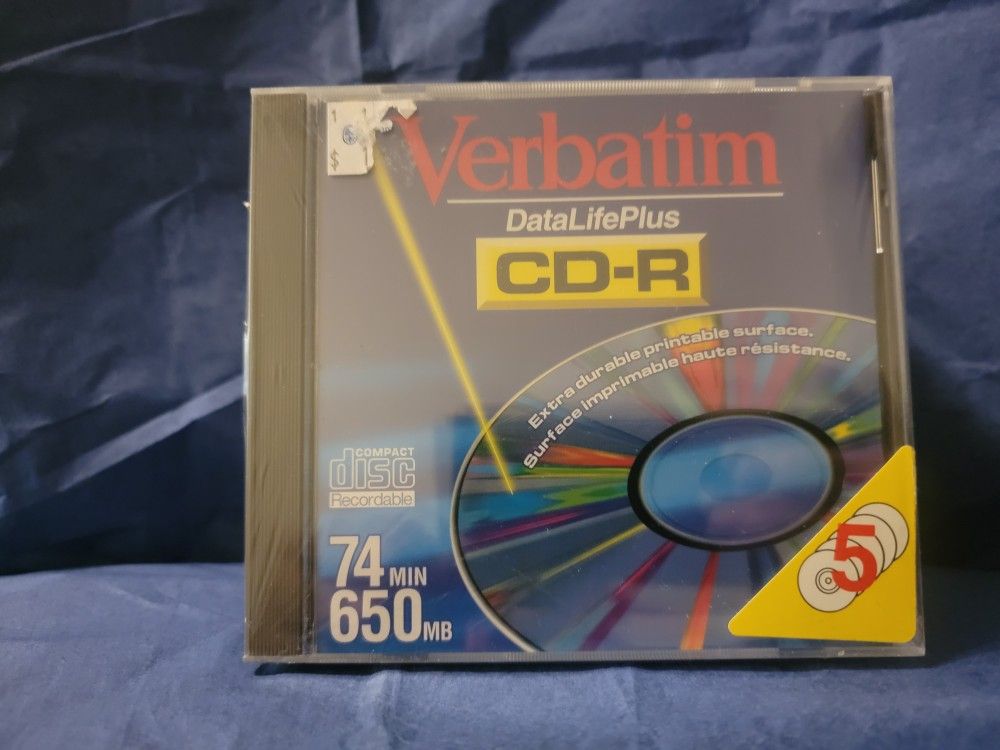 Verbatim
DataLifePlus
CD-R
Extra durable printable surface.
Surface imprimable haute résistance.
COMPACT
disc
Recordable
74 MIN
650 MB
5